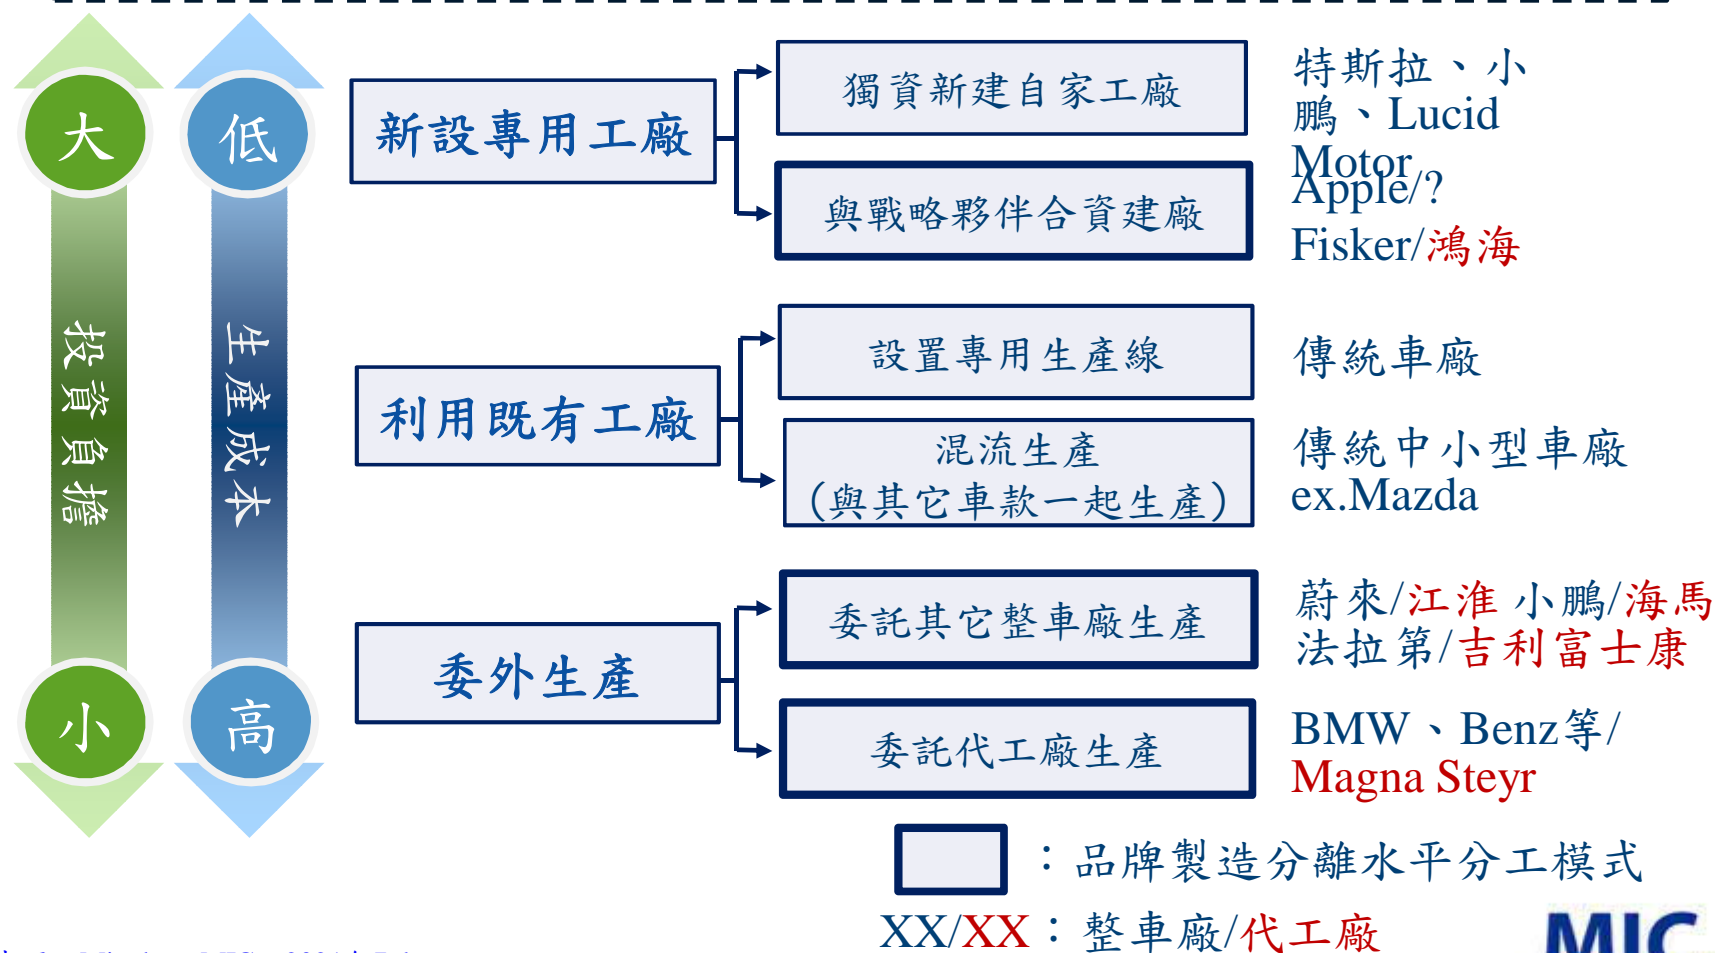 大
低
投資負擔
生產成本
小
高
新設專用工廠
獨資新建自家工廠
特斯拉、小
鵬、Lucid
Motor
與戰略夥伴合資建廠
Apple/?
Fisker/鴻海
利用既有工廠
設置專用生產線
傳統車廠
混流生產
(與其它車款一起生產)
傳統中小型車廠
ex.Mazda
委外生產
委託其它整車廠生產
蔚來/江淮 小鵬/海馬
法拉第/吉利富士康
委託代工廠生產
BMW、Benz等/
Magna Steyr
：品牌製造分離水平分工模式
XX/XX：整車廠/代工廠
MIC